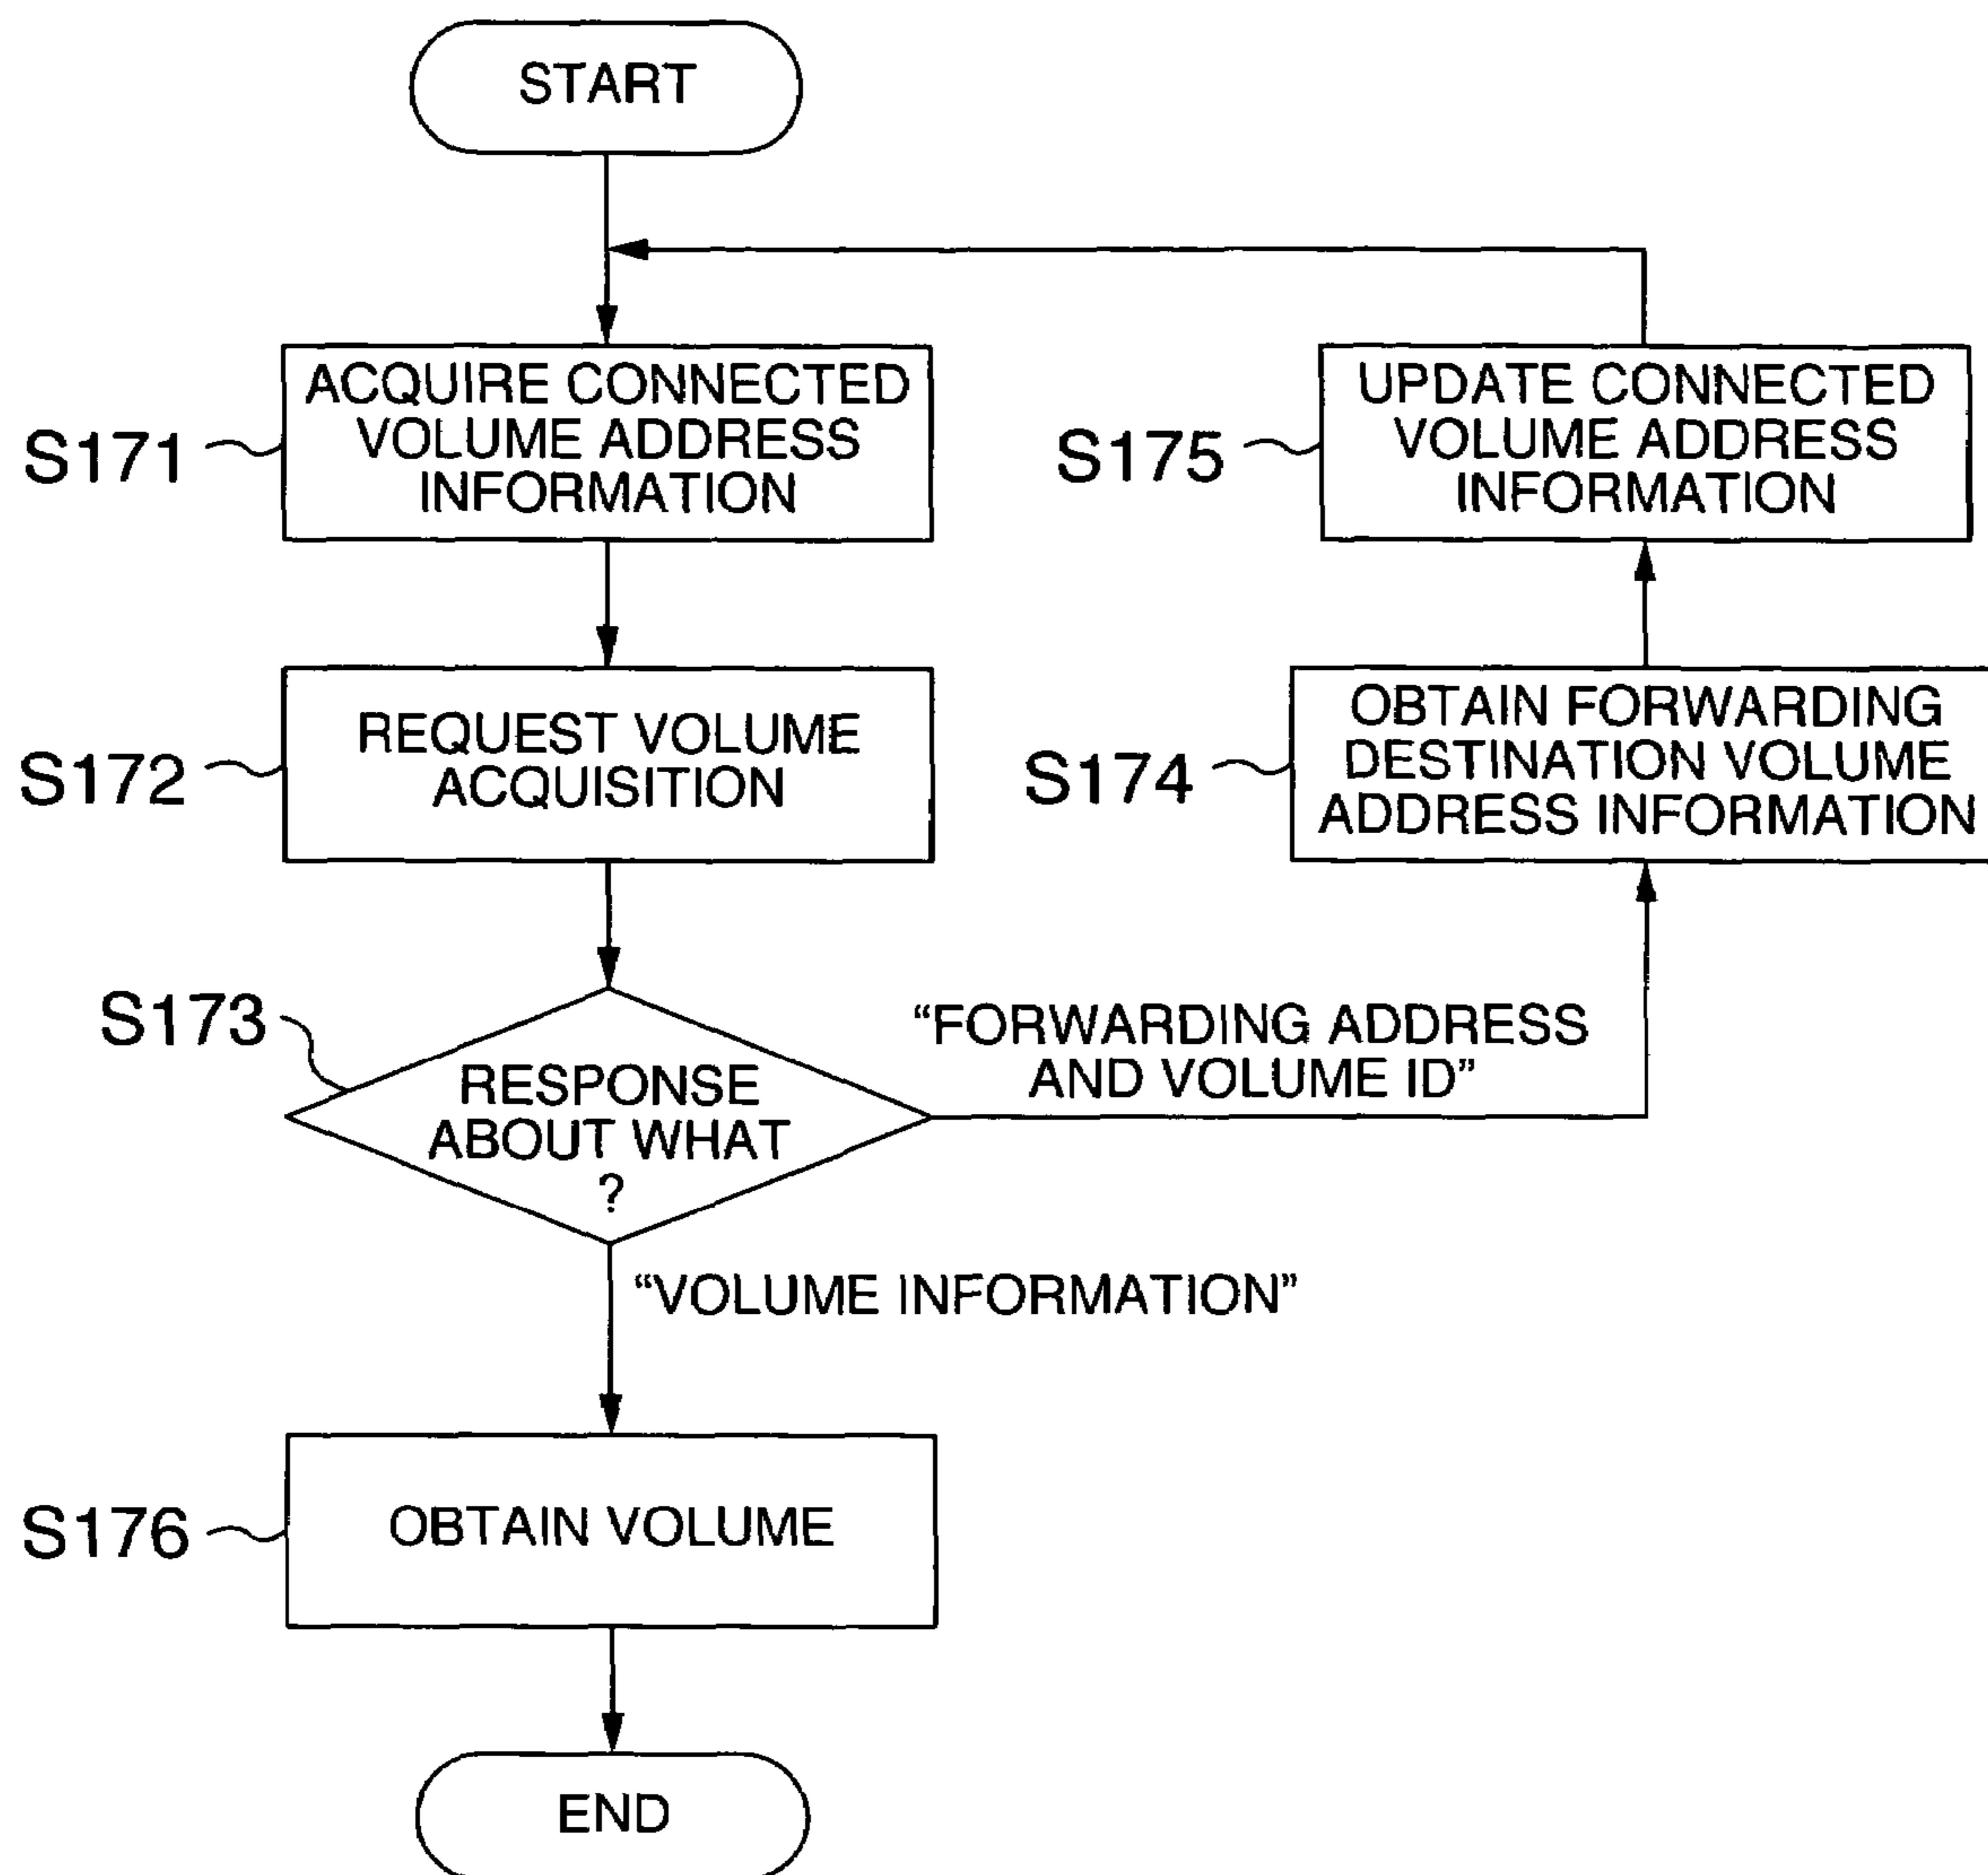 START
S171
ACQUIRE CONNECTED
VOLUME ADDRESS
INFORMATION
S172
REQUEST VOLUME
ACQUISITION
S173
RESPONSE
ABOUT WHAT
?
“FORWARDING ADDRESS
AND VOLUME ID”
S174
OBTAIN FORWARDING
DESTINATION VOLUME
ADDRESS INFORMATION
S175
UPDATE CONNECTED
VOLUME ADDRESS
INFORMATION
“VOLUME INFORMATION”
S176
OBTAIN VOLUME
END